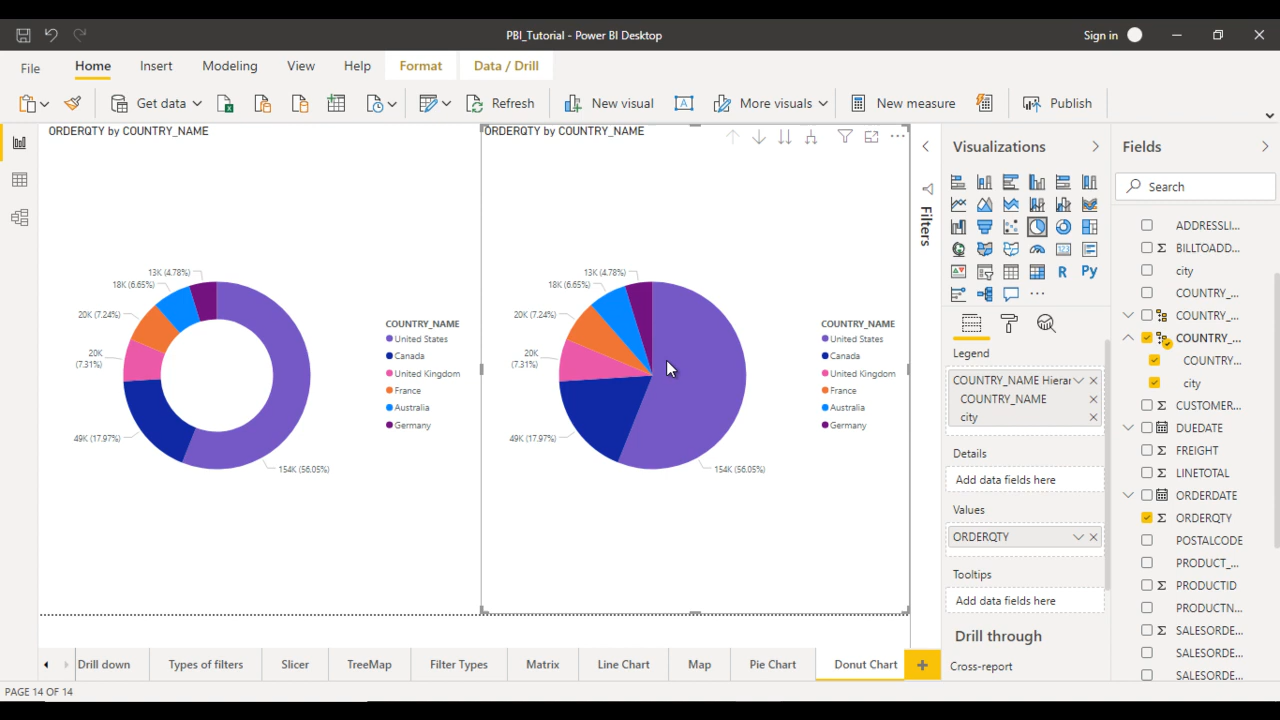 PBI_Tutorial - Power BI Desktop
Sign in
File
Home
Insert
Modeling
View
Help
Format
Data / Drill
Get data
Refresh
New visual
More visuals
New measure
Publish
ORDERQTY by COUNTRY_NAME
13K (4.78%)
18K (6.65%)
20K (7.24%)
20K
(7.31%)
49K (17.97%)
154K (56.05%)
COUNTRY_NAME
United States
Canada
United Kingdom
France
Australia
Germany
ORDERQTY by COUNTRY_NAME
13K (4.78%)
18K (6.65%)
20K (7.24%)
20K
(7.31%)
49K (17.97%)
154K (56.05%)
COUNTRY_NAME
United States
Canada
United Kingdom
France
Australia
Germany
Filters
Visualizations
123
R
Py
Legend
COUNTRY_NAME Hierar
COUNTRY_NAME
city
Details
Add data fields here
Values
ORDERQTY
Tooltips
Add data fields here
Drill through
Cross-report
Fields
Search
ADDRESSLI...
BILLTOADD...
city
COUNTRY_...
COUNTRY_...
COUNTRY_...
COUNTRY...
city
CUSTOMER...
DUEDATE
FREIGHT
LINETOTAL
ORDERDATE
ORDERQTY
POSTALCODE
PRODUCT_...
PRODUCTID
PRODUCTN...
SALESORDE...
SALESORDE...
SALESORDE...
Drill down
Types of filters
Slicer
TreeMap
Filter Types
Matrix
Line Chart
Map
Pie Chart
Donut Chart
PAGE 14 OF 14